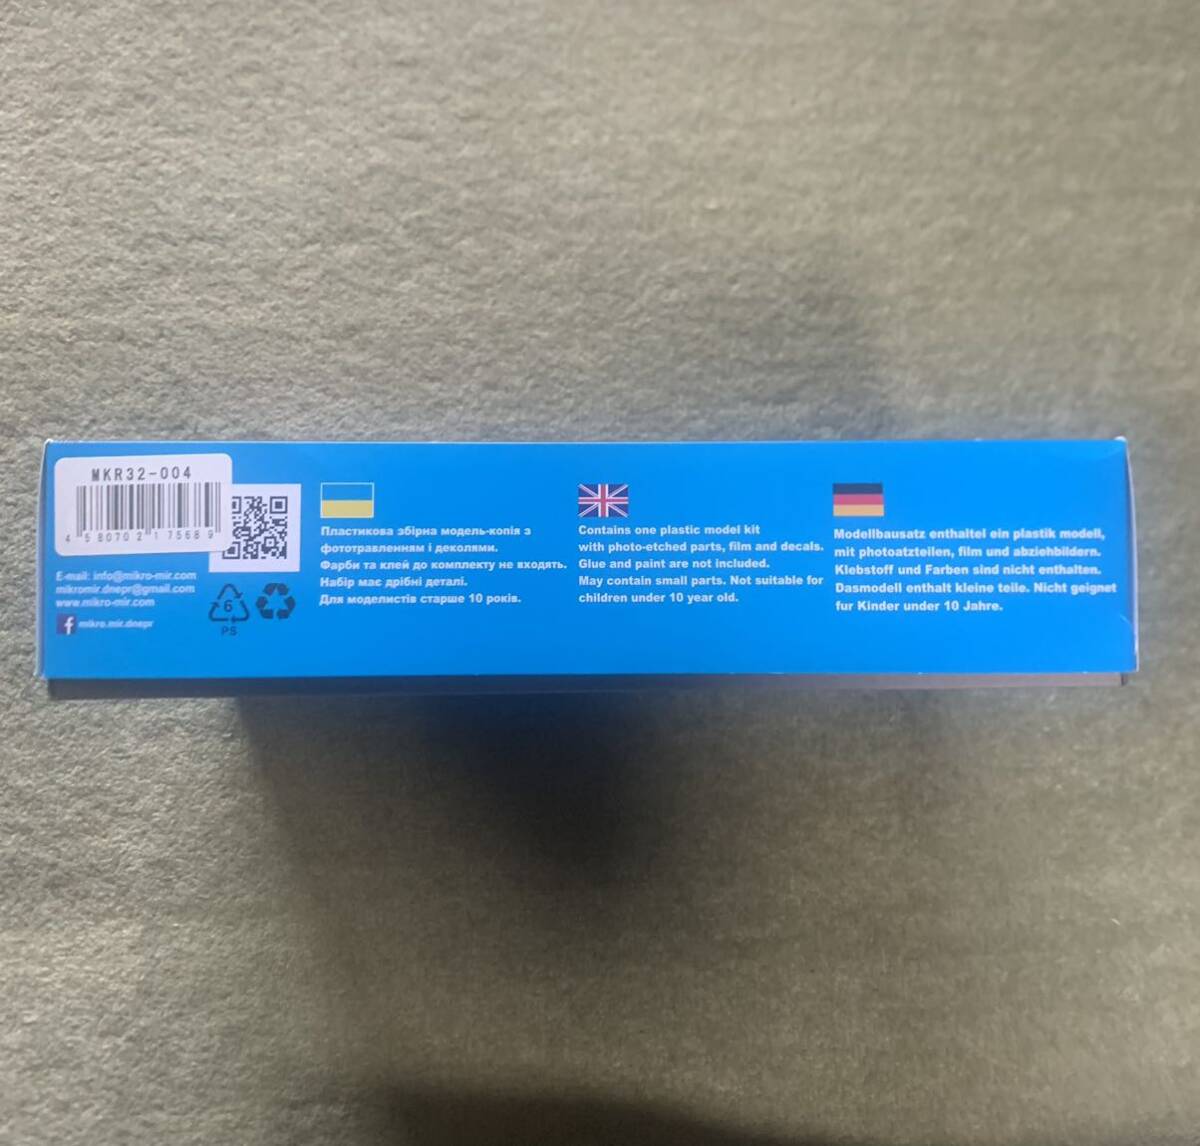 MKR32-004
4 580702 175689
E-mail: info@mikro-mir.com
mikromir.dnepr@gmail.com
www.mikro-mir.com
f mikro.mir.dnepr
6
PS
Пластикова збірна модель-копія з
фототравленням і деколями.
Фарби та клей до комплекту не входять.
Набір має дрібні деталі.
Для моделістів старше 10 років.
Contains one plastic model kit
with photo-etched parts, film and decals.
Glue and paint are not included.
May contain small parts. Not suitable for
children under 10 year old.
Modellbausatz enthaltel ein plastik modell,
mit photoatzteilen, film und abziehbildern.
Klebstoff und Farben sind nicht enthalten.
Dasmodell enthalt kleine teile. Nicht geignet
fur Kinder under 10 Jahre.